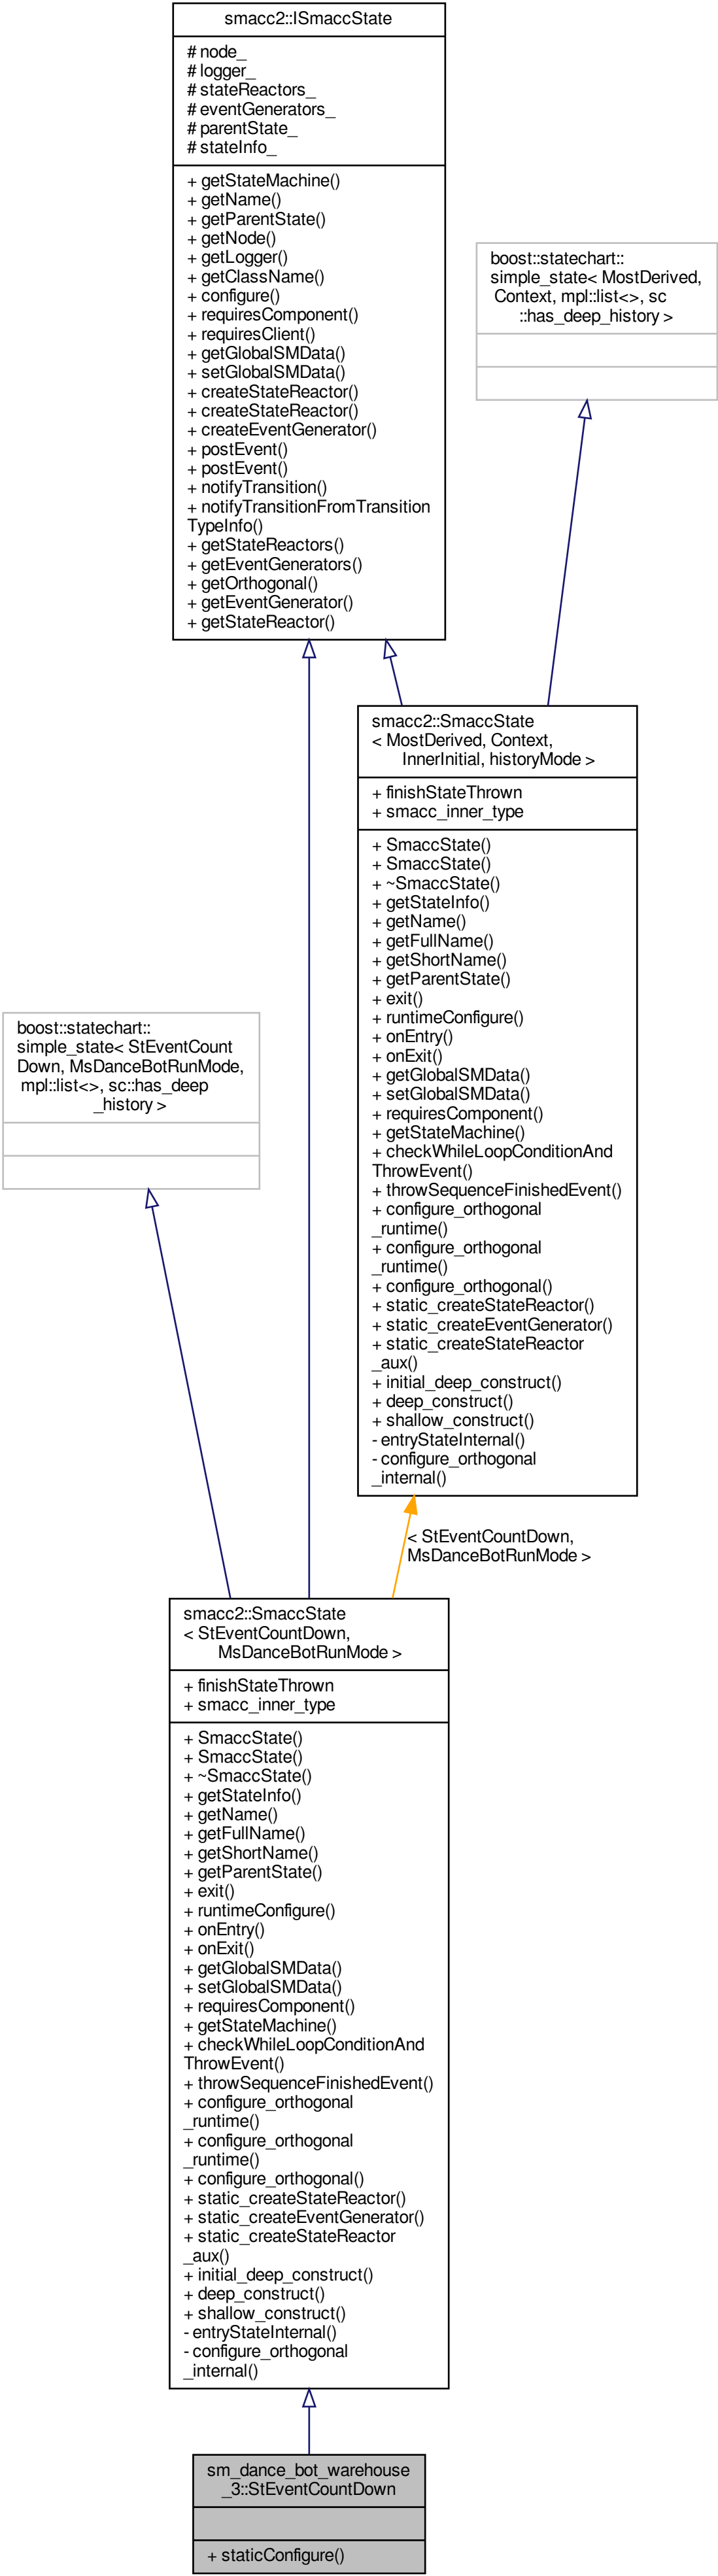 smacc2::ISmaccState
# node_
# logger_
# stateReactors_
# eventGenerators_
# parentState_
# stateInfo_
+ getStateMachine()
+ getName()
+ getParentState()
+ getNode()
+ getLogger()
+ getClassName()
+ configure()
+ requiresComponent()
+ requiresClient()
+ getGlobalSMData()
+ setGlobalSMData()
+ createStateReactor()
+ createStateReactor()
+ createEventGenerator()
+ postEvent()
+ postEvent()
+ notifyTransition()
+ notifyTransitionFromTransition
TypeInfo()
+ getStateReactors()
+ getEventGenerators()
+ getOrthogonal()
+ getEventGenerator()
+ getStateReactor()
boost::statechart::
simple_state< MostDerived,
Context, mpl::list<>, sc
::has_deep_history >
smacc2::SmaccState
< MostDerived, Context,
InnerInitial, historyMode >
+ finishStateThrown
+ smacc_inner_type
+ SmaccState()
+ SmaccState()
+ ~SmaccState()
+ getStateInfo()
+ getName()
+ getFullName()
+ getShortName()
+ getParentState()
+ exit()
+ runtimeConfigure()
+ onEntry()
+ onExit()
+ getGlobalSMData()
+ setGlobalSMData()
+ requiresComponent()
+ getStateMachine()
+ checkWhileLoopConditionAnd
ThrowEvent()
+ throwSequenceFinishedEvent()
+ configure_orthogonal
_runtime()
+ configure_orthogonal
_runtime()
+ configure_orthogonal()
+ static_createStateReactor()
+ static_createEventGenerator()
+ static_createStateReactor
_aux()
+ initial_deep_construct()
+ deep_construct()
+ shallow_construct()
- entryStateInternal()
- configure_orthogonal
_internal()
boost::statechart::
simple_state< StEventCount
Down, MsDanceBotRunMode,
mpl::list<>, sc::has_deep
_history >
< StEventCountDown,
MsDanceBotRunMode >
smacc2::SmaccState
< StEventCountDown,
MsDanceBotRunMode >
+ finishStateThrown
+ smacc_inner_type
+ SmaccState()
+ SmaccState()
+ ~SmaccState()
+ getStateInfo()
+ getName()
+ getFullName()
+ getShortName()
+ getParentState()
+ exit()
+ runtimeConfigure()
+ onEntry()
+ onExit()
+ getGlobalSMData()
+ setGlobalSMData()
+ requiresComponent()
+ getStateMachine()
+ checkWhileLoopConditionAnd
ThrowEvent()
+ throwSequenceFinishedEvent()
+ configure_orthogonal
_runtime()
+ configure_orthogonal
_runtime()
+ configure_orthogonal()
+ static_createStateReactor()
+ static_createEventGenerator()
+ static_createStateReactor
_aux()
+ initial_deep_construct()
+ deep_construct()
+ shallow_construct()
- entryStateInternal()
- configure_orthogonal
_internal()
sm_dance_bot_warehouse
_3::StEventCountDown
+ staticConfigure()